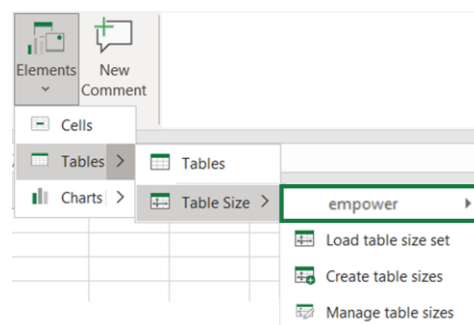 Elements
New
Comment
Cells
Tables
Charts
Tables
Table Size
empower
Load table size set
Create table sizes
Manage table sizes